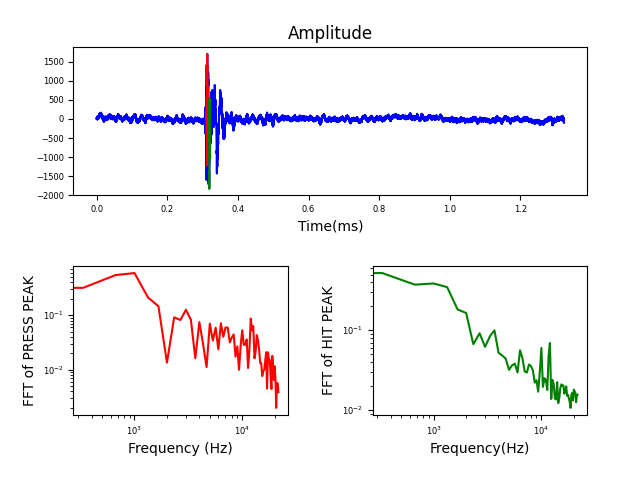 Amplitude
1500
1000
500
0
−500
−1000
−1500
−2000
0.0 0.2 0.4 0.6 0.8 1.0 1.2
Time(ms)
FFT of PRESS PEAK
10⁻¹
10⁻²
10³ 10⁴
Frequency (Hz)
FFT of HIT PEAK
10⁻¹
10⁻²
10³ 10⁴
Frequency(Hz)